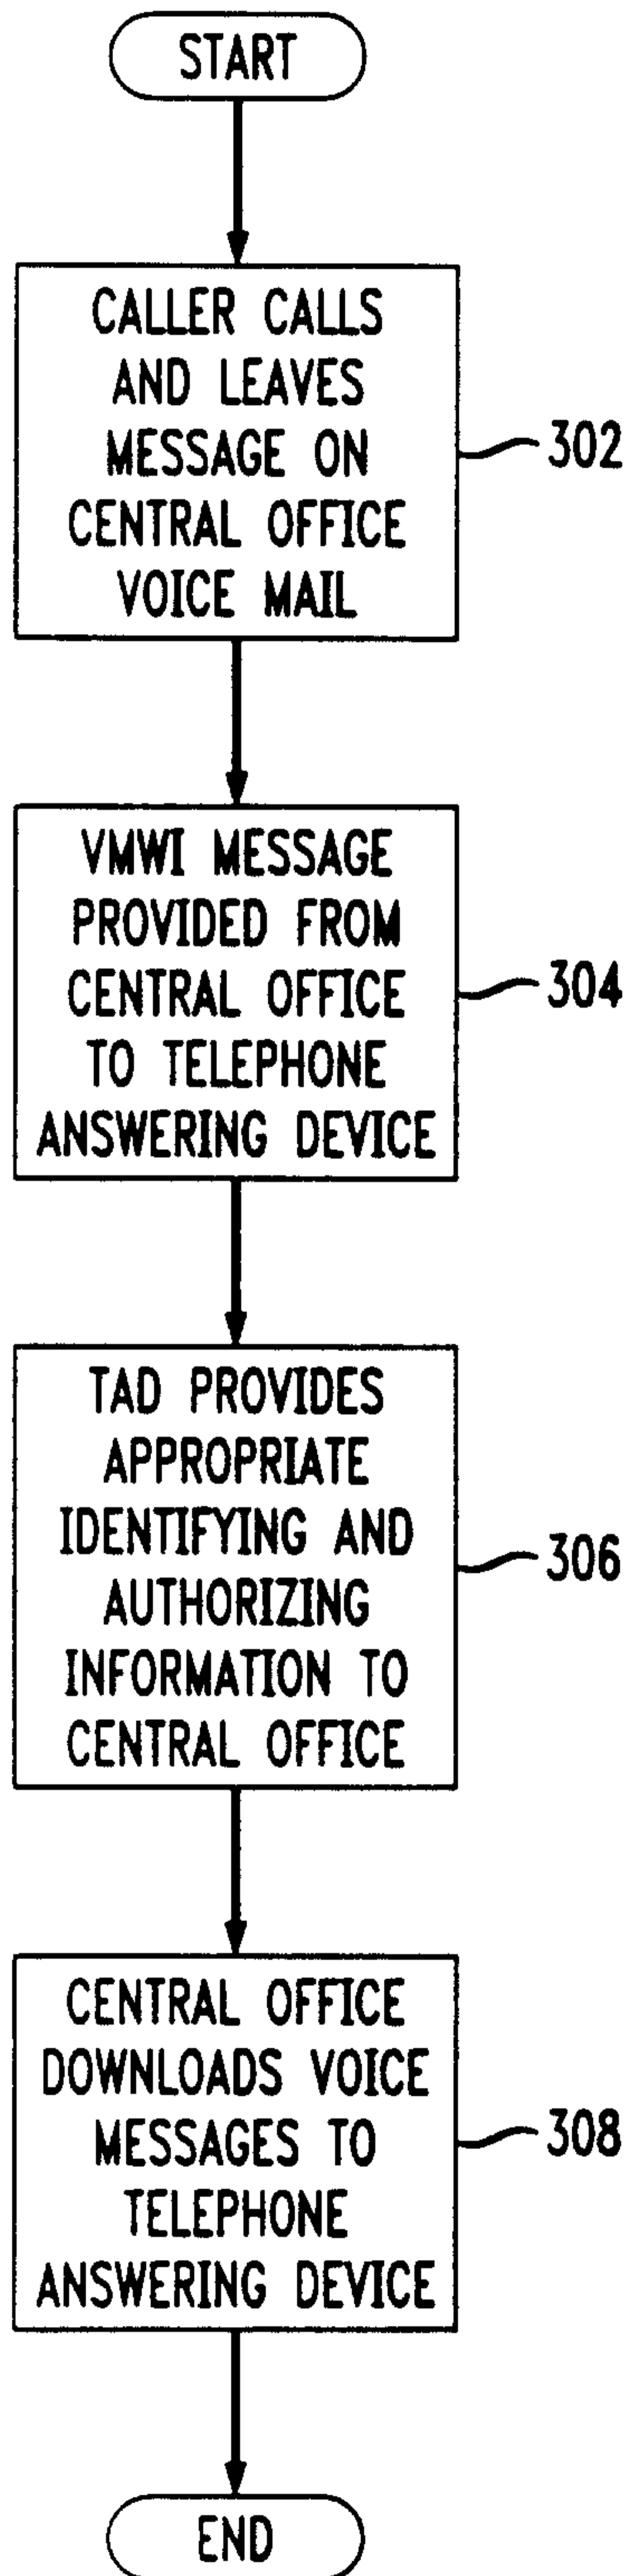 START
CALLER CALLS
AND LEAVES
MESSAGE ON
CENTRAL OFFICE
VOICE MAIL
302
VMWI MESSAGE
PROVIDED FROM
CENTRAL OFFICE
TO TELEPHONE
ANSWERING DEVICE
304
TAD PROVIDES
APPROPRIATE
IDENTIFYING AND
AUTHORIZING
INFORMATION TO
CENTRAL OFFICE
306
CENTRAL OFFICE
DOWNLOADS VOICE
MESSAGES TO
TELEPHONE
ANSWERING DEVICE
308
END